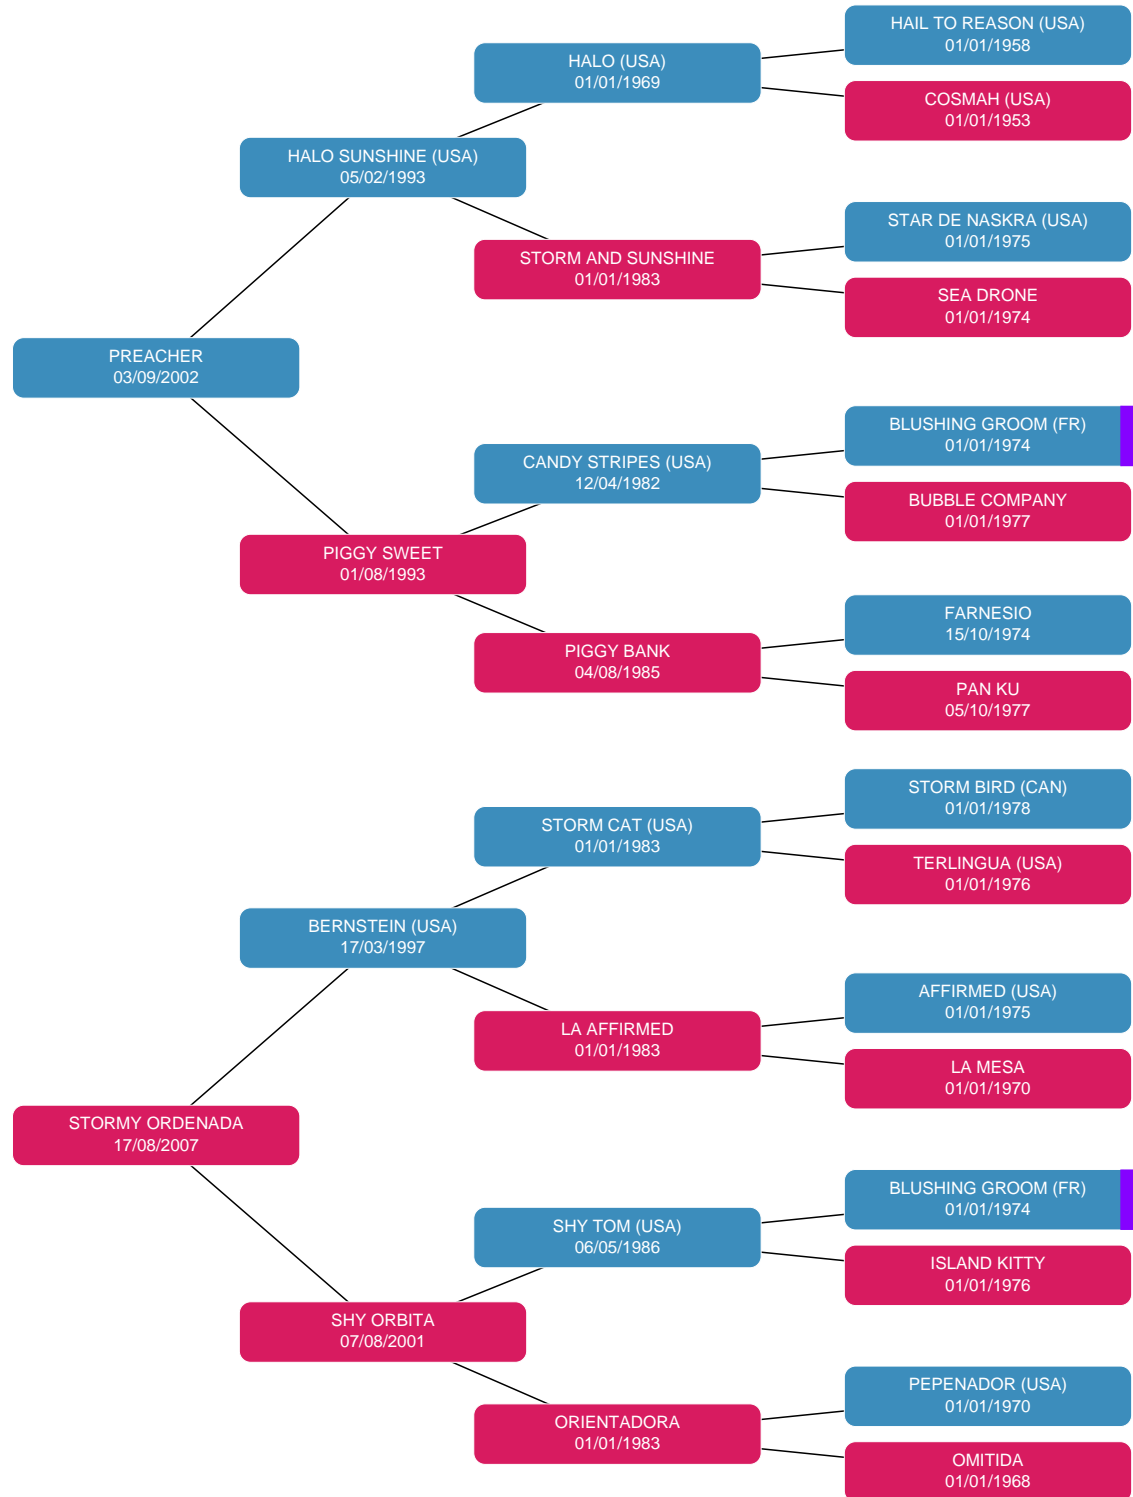 HAIL TO REASON (USA)
01/01/1958
HALO (USA)
01/01/1969
COSMAH (USA)
01/01/1953
HALO SUNSHINE (USA)
05/02/1993
STAR DE NASKRA (USA)
01/01/1975
STORM AND SUNSHINE
01/01/1983
SEA DRONE
01/01/1974
PREACHER
03/09/2002
BLUSHING GROOM (FR)
01/01/1974
CANDY STRIPES (USA)
12/04/1982
BUBBLE COMPANY
01/01/1977
PIGGY SWEET
01/08/1993
FARNESIO
15/10/1974
PIGGY BANK
04/08/1985
PAN KU
05/10/1977
STORM BIRD (CAN)
01/01/1978
STORM CAT (USA)
01/01/1983
TERLINGUA (USA)
01/01/1976
BERNSTEIN (USA)
17/03/1997
AFFIRMED (USA)
01/01/1975
LA AFFIRMED
01/01/1983
LA MESA
01/01/1970
STORMY ORDENADA
17/08/2007
BLUSHING GROOM (FR)
01/01/1974
SHY TOM (USA)
06/05/1986
ISLAND KITTY
01/01/1976
SHY ORBITA
07/08/2001
PEPENADOR (USA)
01/01/1970
ORIENTADORA
01/01/1983
OMITIDA
01/01/1968